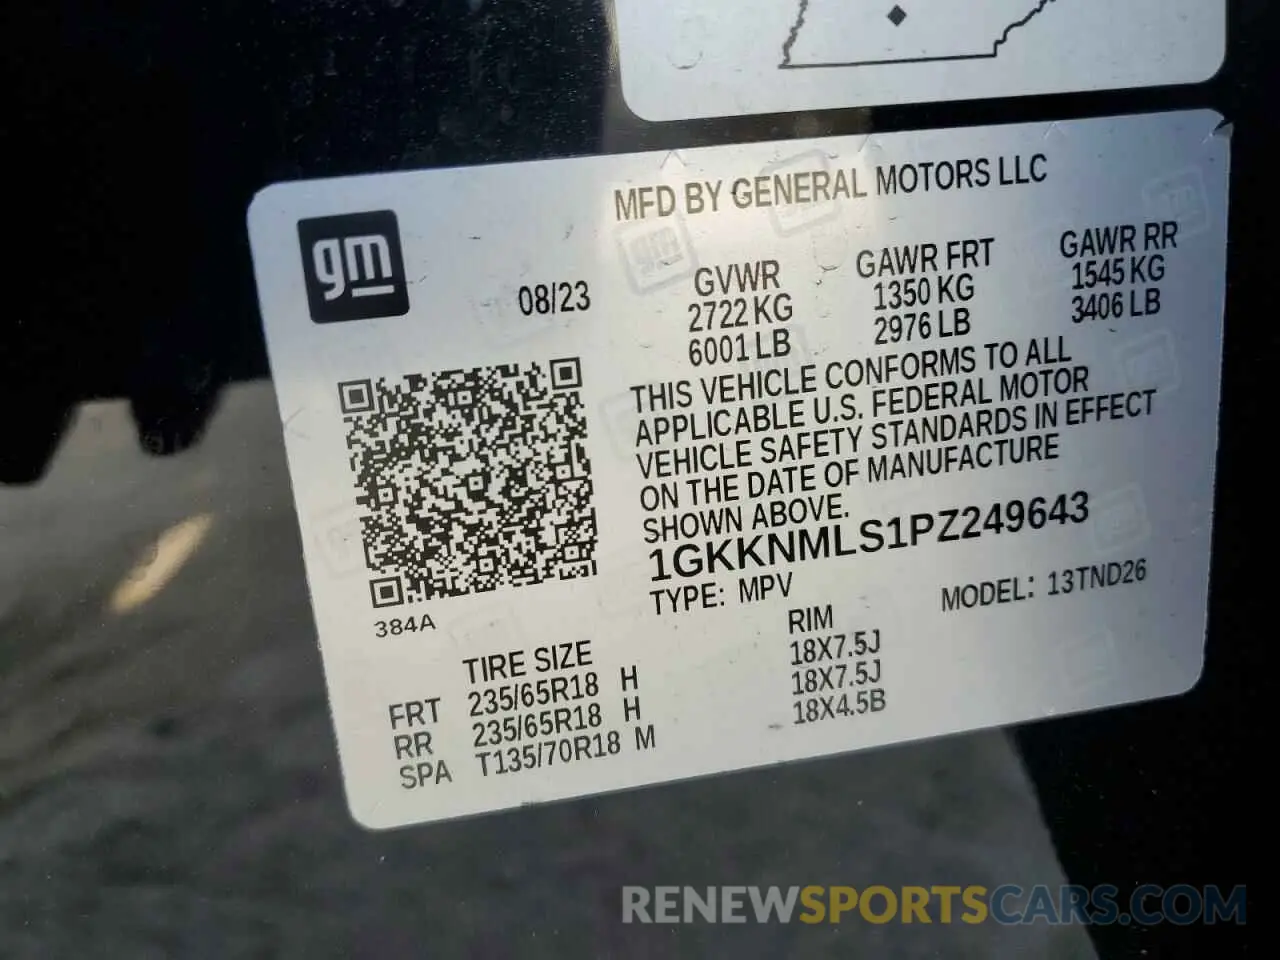 MFD BY GENERAL MOTORS LLC
gm
08/23
GVWR GAWR FRT GAWR RR
2722 KG 1350 KG 1545 KG
6001 LB 2976 LB 3406 LB
THIS VEHICLE CONFORMS TO ALL
APPLICABLE U.S. FEDERAL MOTOR
VEHICLE SAFETY STANDARDS IN EFFECT
ON THE DATE OF MANUFACTURE
SHOWN ABOVE.
1GKKNMLS1PZ249643
TYPE: MPV MODEL: 13TND26
384A
TIRE SIZE RIM
FRT 235/65R18 H 18X7.5J
RR 235/65R18 H 18X7.5J
SPA T135/70R18 M 18X4.5B
RENEWSPORTSCARS.COM